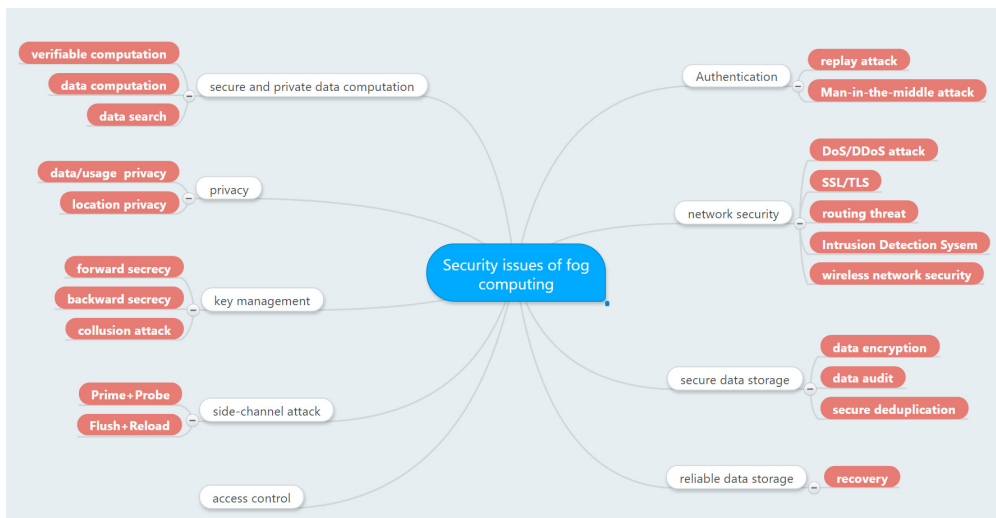 Security issues of fog
computing
secure and private data computation
verifiable computation
data computation
data search
privacy
data/usage privacy
location privacy
key management
forward secrecy
backward secrecy
collusion attack
side-channel attack
Prime+Probe
Flush+Reload
access control
Authentication
replay attack
Man-in-the-middle attack
network security
DoS/DDoS attack
SSL/TLS
routing threat
Intrusion Detection Sysem
wireless network security
secure data storage
data encryption
data audit
secure deduplication
reliable data storage
recovery